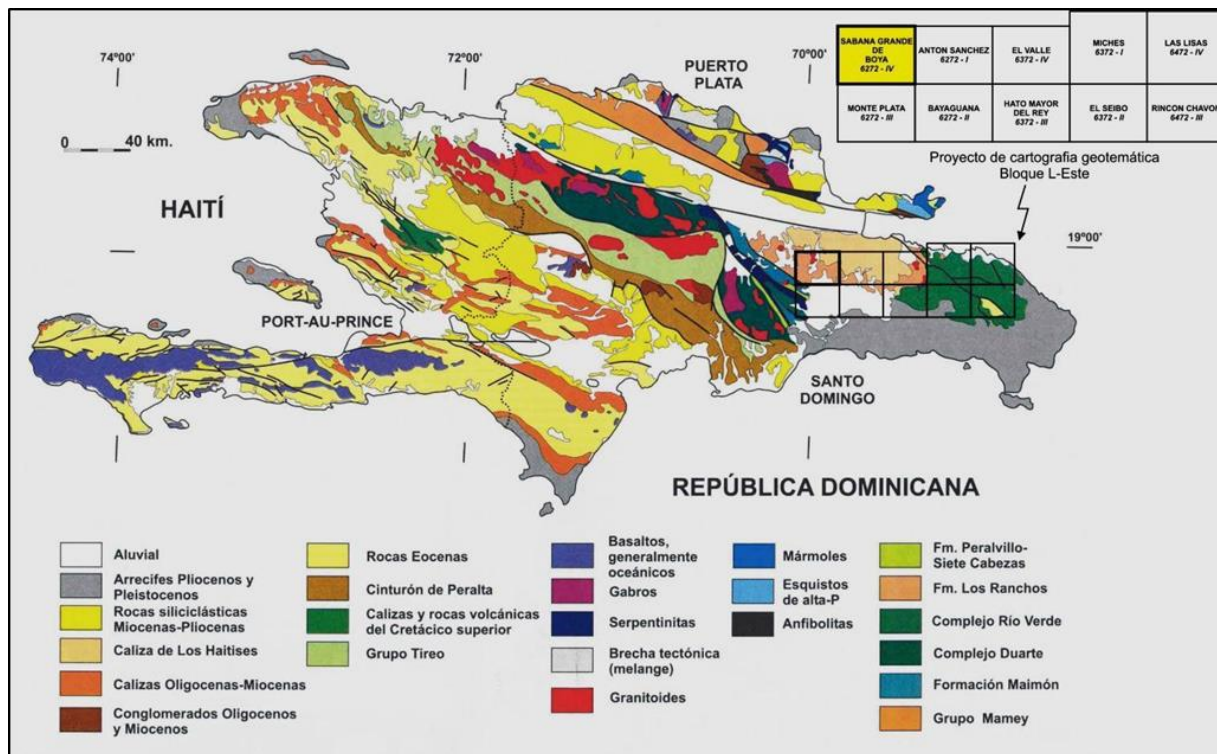 74º00'
72º00'
70º00'
PUERTO
PLATA
SABANA GRANDE
DE
BOYA
6272 - IV
ANTON SANCHEZ
6272 - I
EL VALLE
6372 - IV
MICHES
6372 - I
LAS LISAS
6472 - IV
MONTE PLATA
6272 - III
BAYAGUANA
6272 - II
HATO MAYOR
DEL REY
6372 - III
EL SEIBO
6372 - II
RINCON CHAVON
6472 - III
0 40 km.
Proyecto de cartografia geotemática
Bloque L-Este
HAITÍ
19º00'
PORT-AU-PRINCE
SANTO
DOMINGO
REPÚBLICA DOMINICANA
Aluvial
Arrecifes Pliocenos y
Pleistocenos
Rocas siliciclásticas
Miocenas-Pliocenas
Caliza de Los Haitises
Calizas Oligocenas-Miocenas
Conglomerados Oligocenos
y Miocenos
Rocas Eocenas
Cinturón de Peralta
Calizas y rocas volcánicas
del Cretácico superior
Grupo Tireo
Basaltos,
generalmente
oceánicos
Gabros
Serpentinitas
Brecha tectónica
(melange)
Granitoides
Mármoles
Esquistos
de alta-P
Anfibolitas
Fm. Peralvillo-
Siete Cabezas
Fm. Los Ranchos
Complejo Río Verde
Complejo Duarte
Formación Maimón
Grupo Mamey